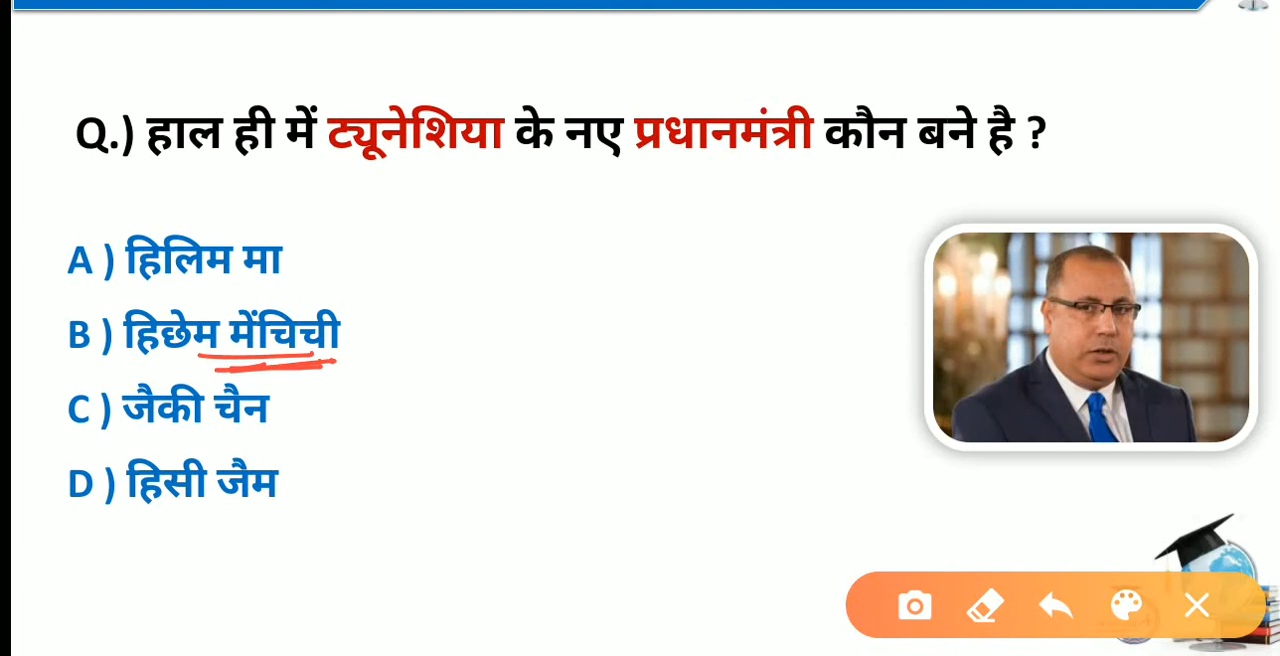 Q.) हाल ही में ट्यूनेशिया के नए प्रधानमंत्री कौन बने है ?
A ) हिलिम मा
B ) हिछेम मेंचिची
C ) जैकी चैन
D ) हिसी जैम